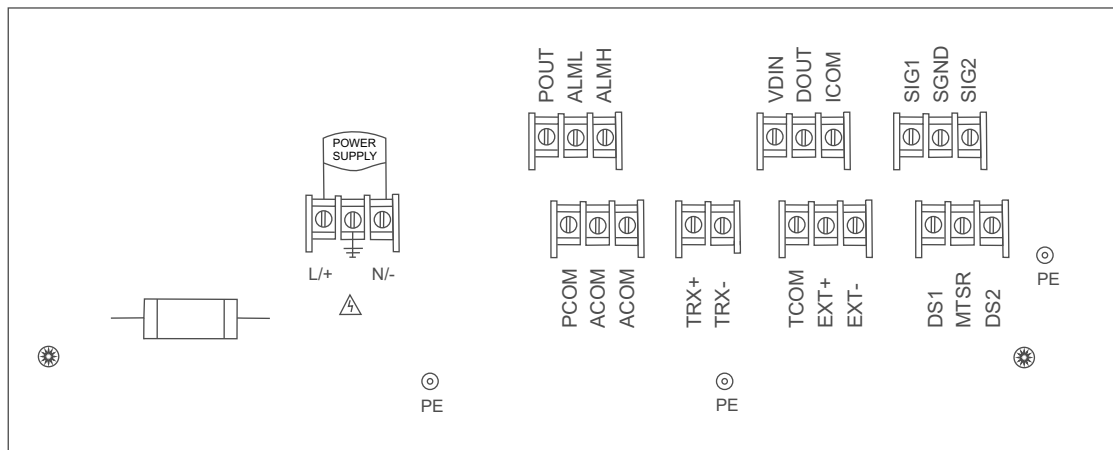 POUT
ALML
ALMH
VDIN
DOUT
ICOM
SIG1
SGND
SIG2
POWER
SUPPLY
L/+
N/-
PCOM
ACOM
ACOM
TRX+
TRX-
TCOM
EXT+
EXT-
DS1
MTSR
DS2
PE
PE
PE